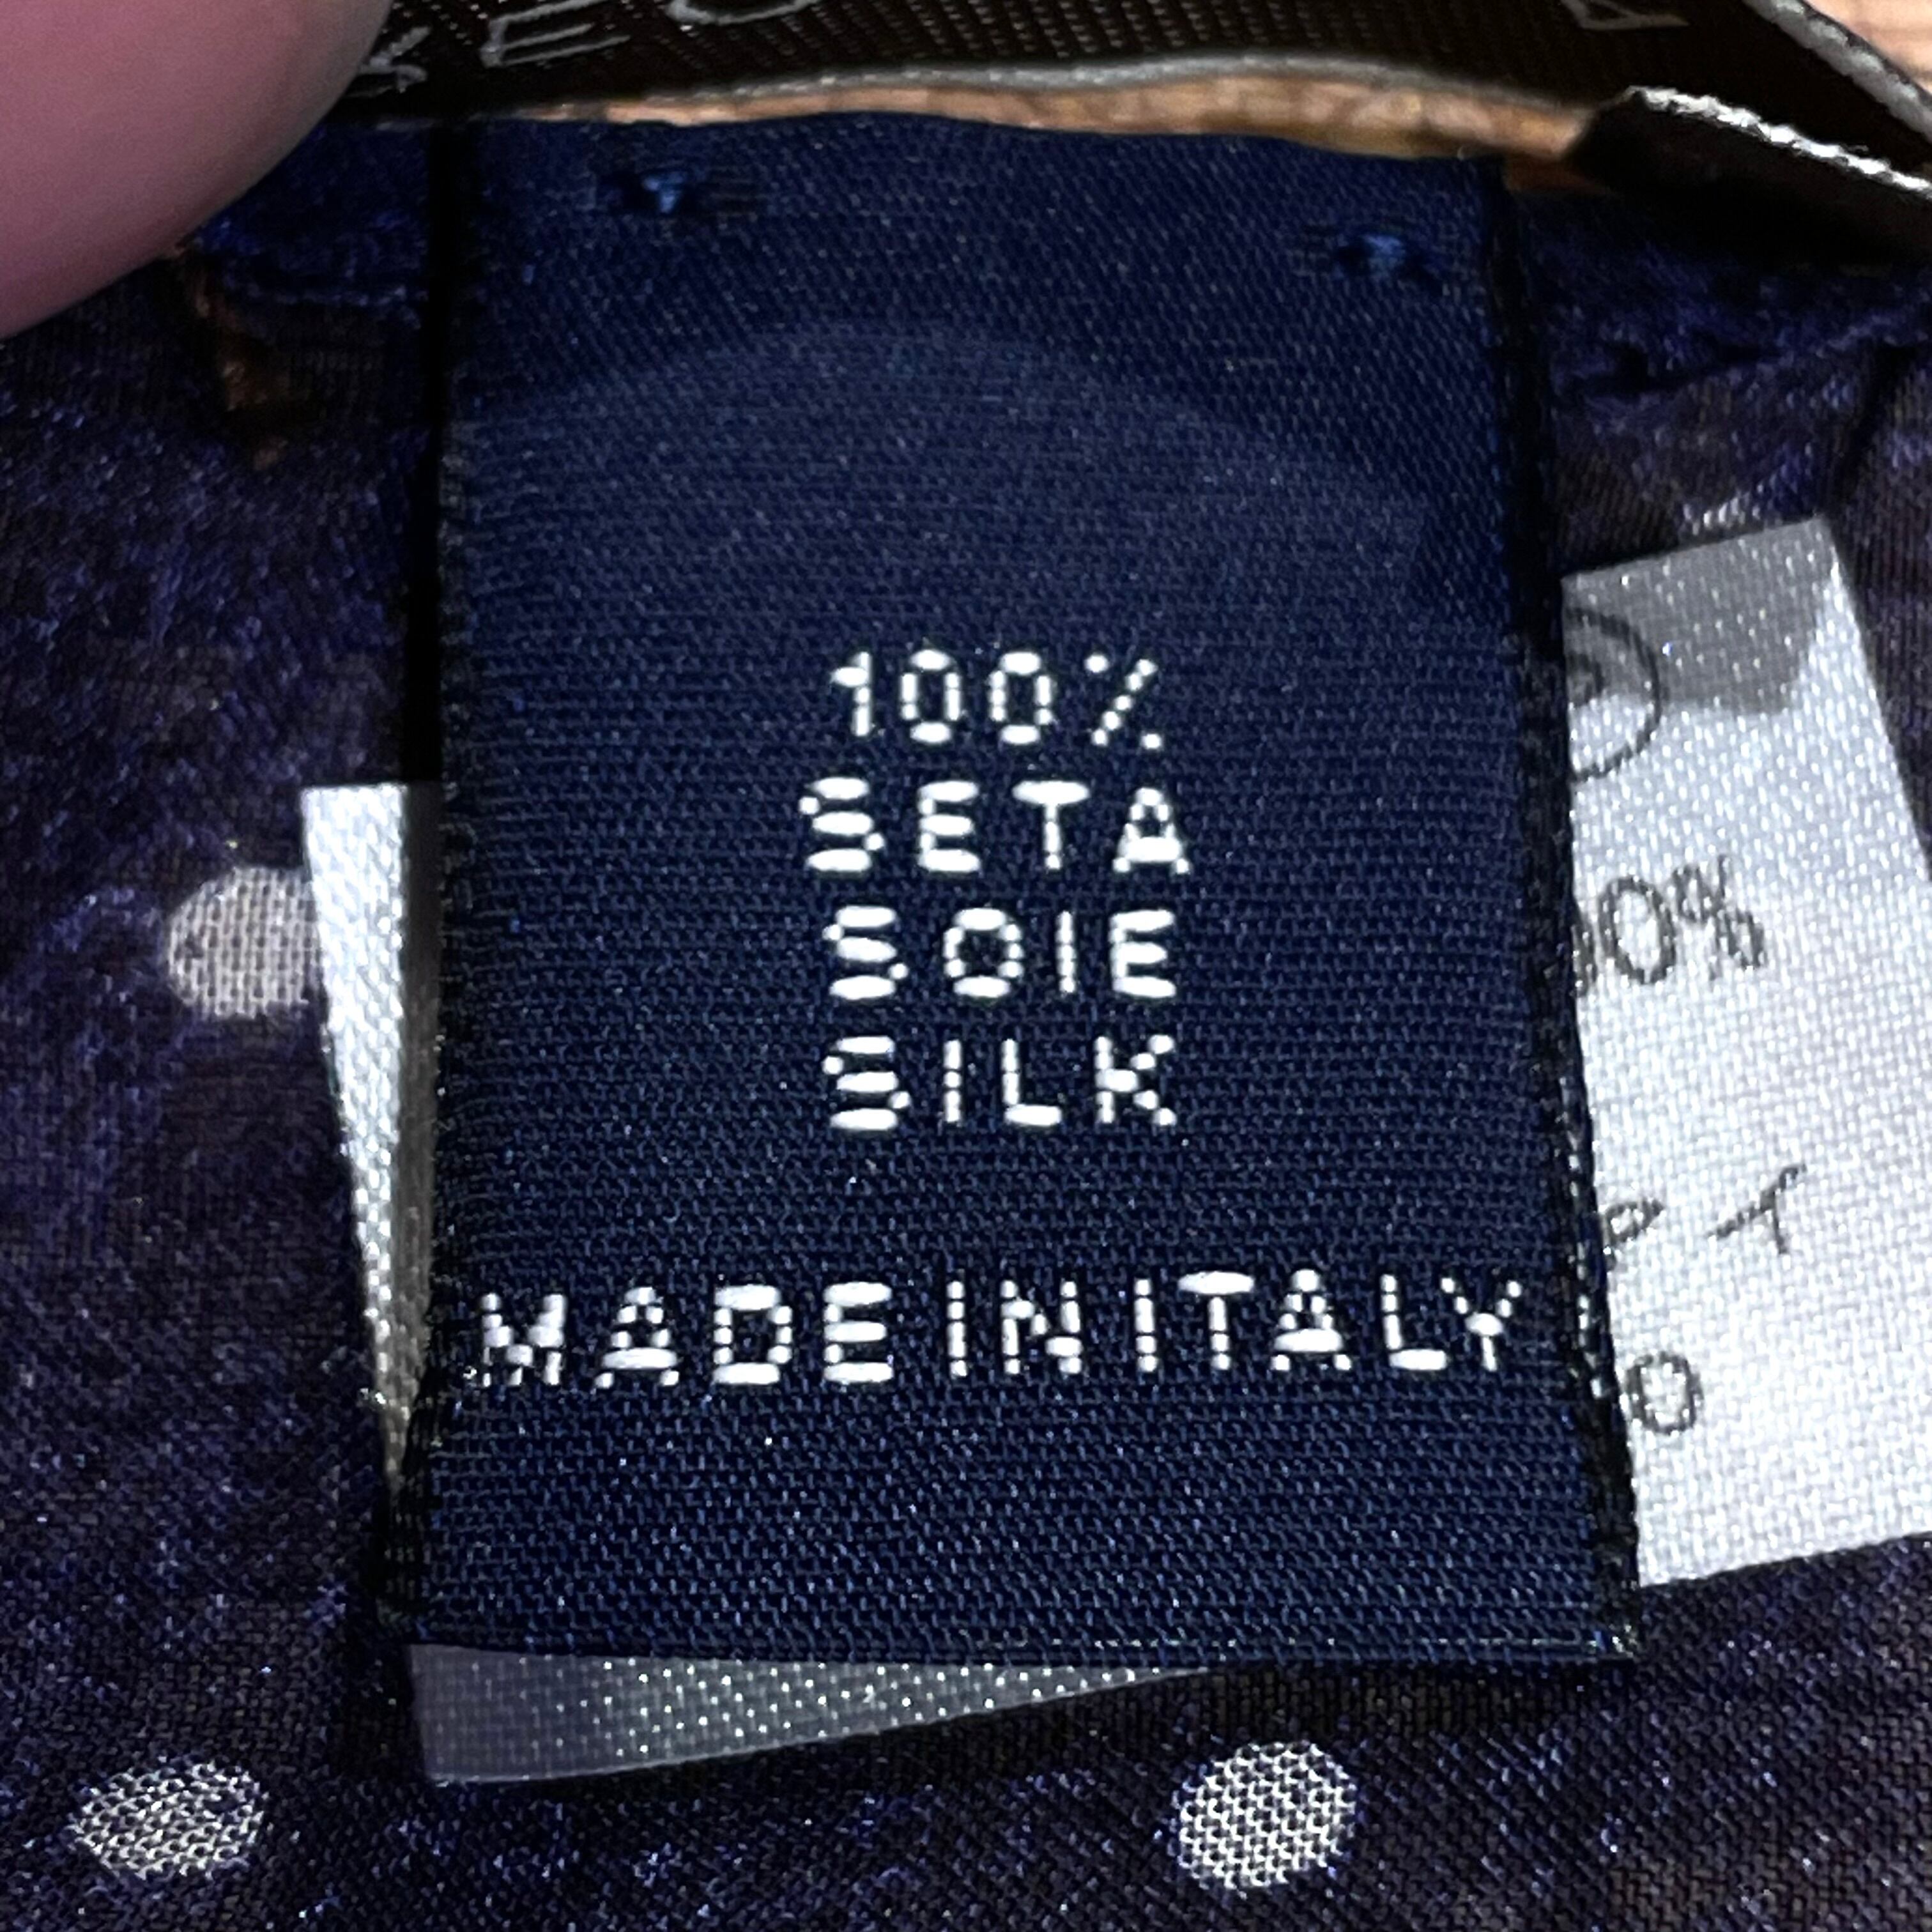 100%
SETA
SOIE
SILK
MADE IN ITALY